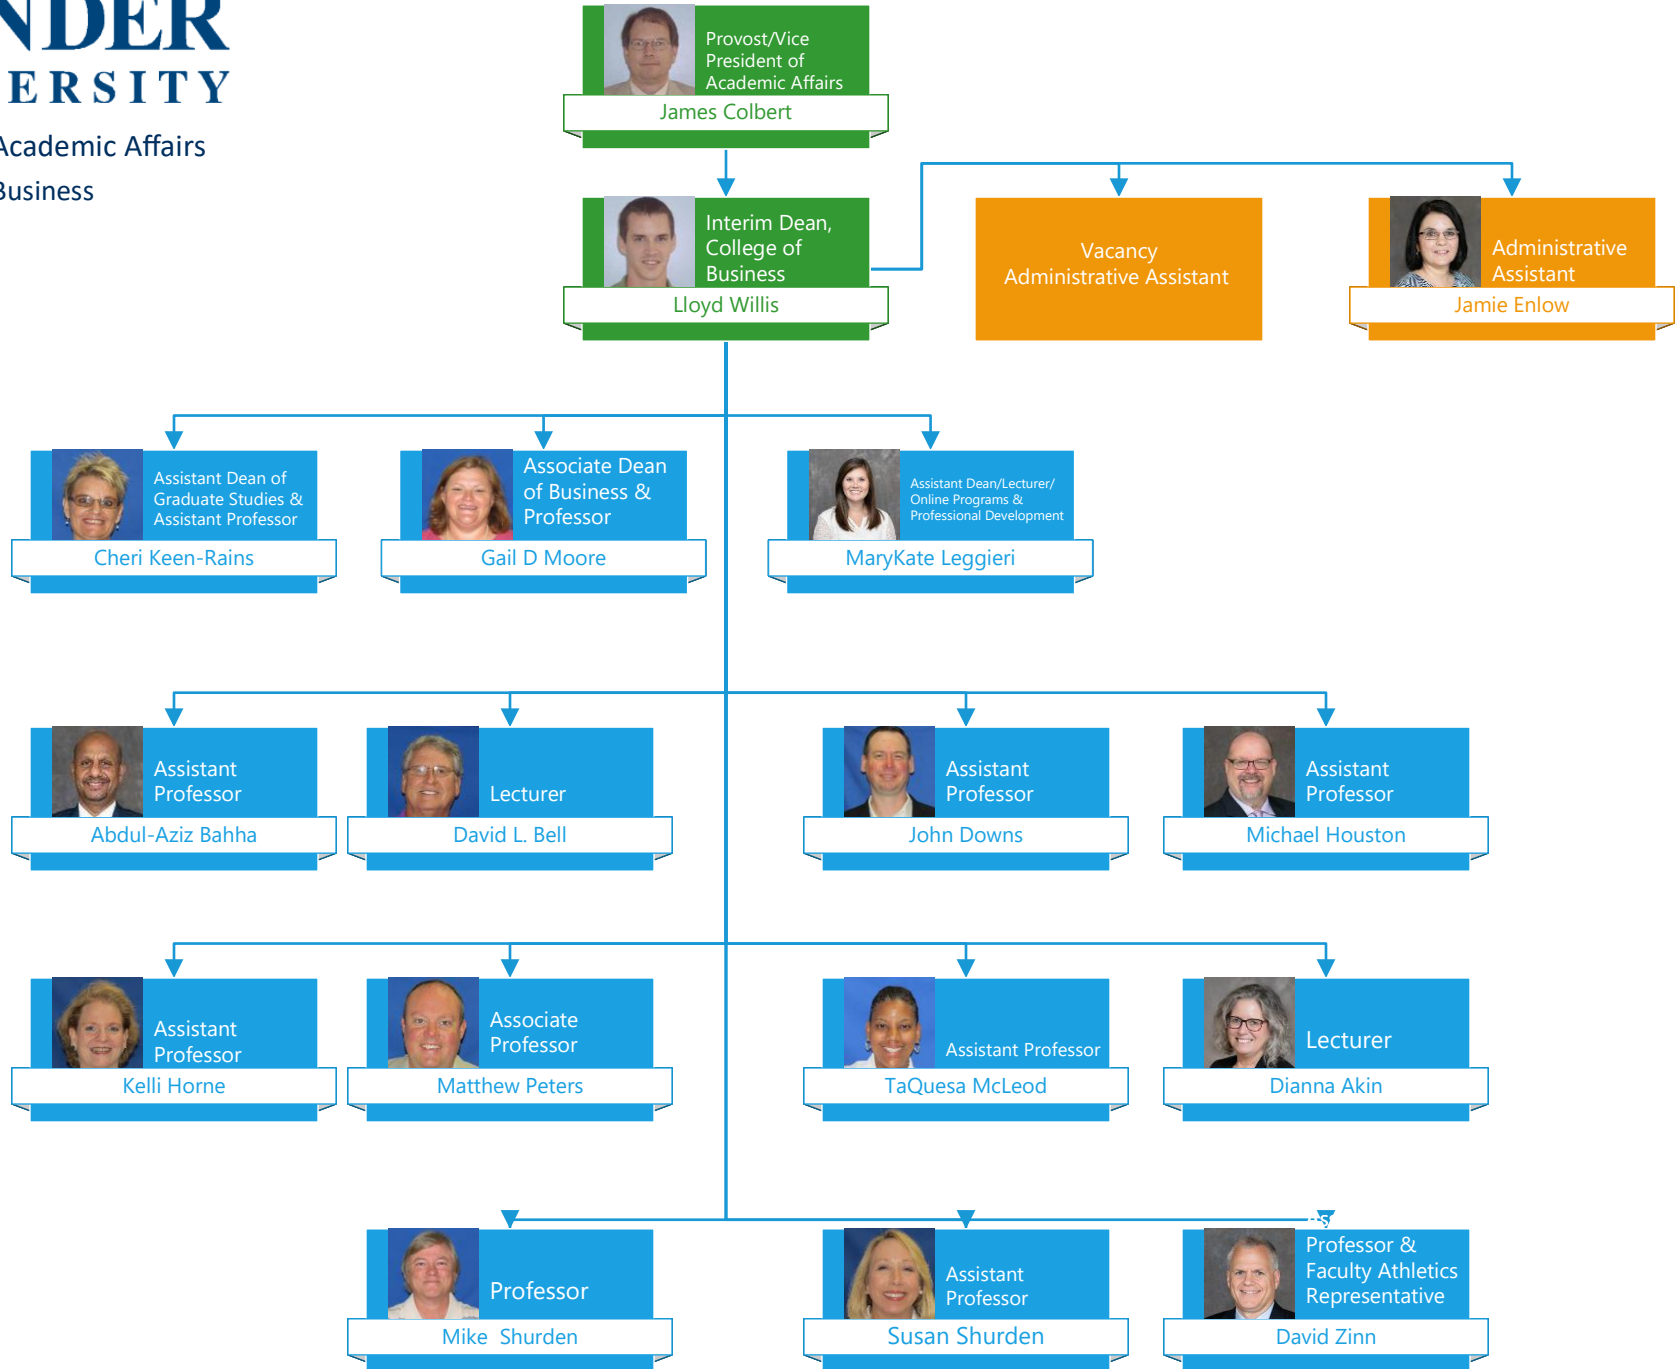 NDER
ERSITY
Academic Affairs
Business
Provost/Vice
President of
Academic Affairs
James Colbert
Interim Dean,
College of
Business
Lloyd Willis
Vacancy
Administrative Assistant
Administrative
Assistant
Jamie Enlow
Assistant Dean of
Graduate Studies &
Assistant Professor
Cheri Keen-Rains
Associate Dean
of Business &
Professor
Gail D Moore
Assistant Dean/Lecturer/
Online Programs &
Professional Development
MaryKate Leggieri
Assistant
Professor
Abdul-Aziz Bahha
Lecturer
David L. Bell
Assistant
Professor
John Downs
Assistant
Professor
Michael Houston
Assistant
Professor
Kelli Horne
Associate
Professor
Matthew Peters
Assistant Professor
TaQuesa McLeod
Lecturer
Dianna Akin
Professor
Mike Shurden
Assistant
Professor
Susan Shurden
Professor &
Faculty Athletics
Representative
David Zinn